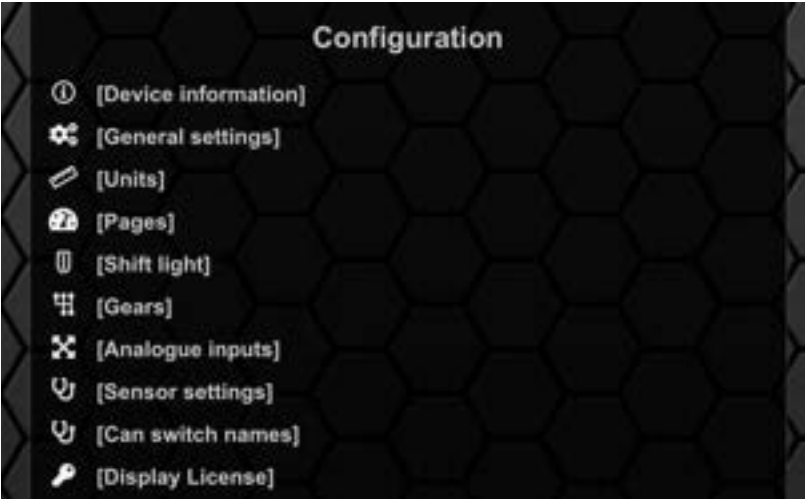 Configuration
[Device information]
[General settings]
[Units]
[Pages]
[Shift light]
[Gears]
[Analogue inputs]
[Sensor settings]
[Can switch names]
[Display License]